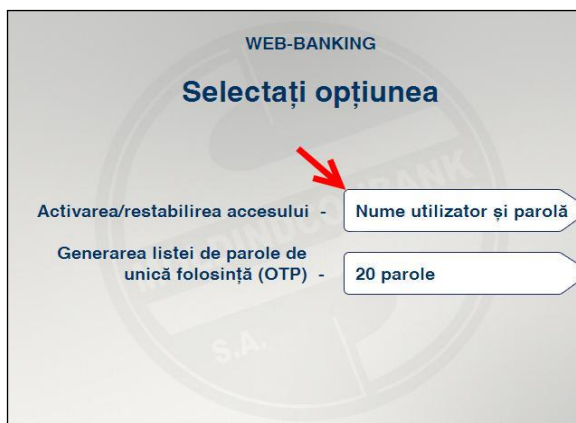 WEB-BANKING
Selectați opțiunea
Activarea/restabilirea accesului - Nume utilizator și parolă
Generarea listei de parole de
unică folosință (OTP) - 20 parole
S.A.